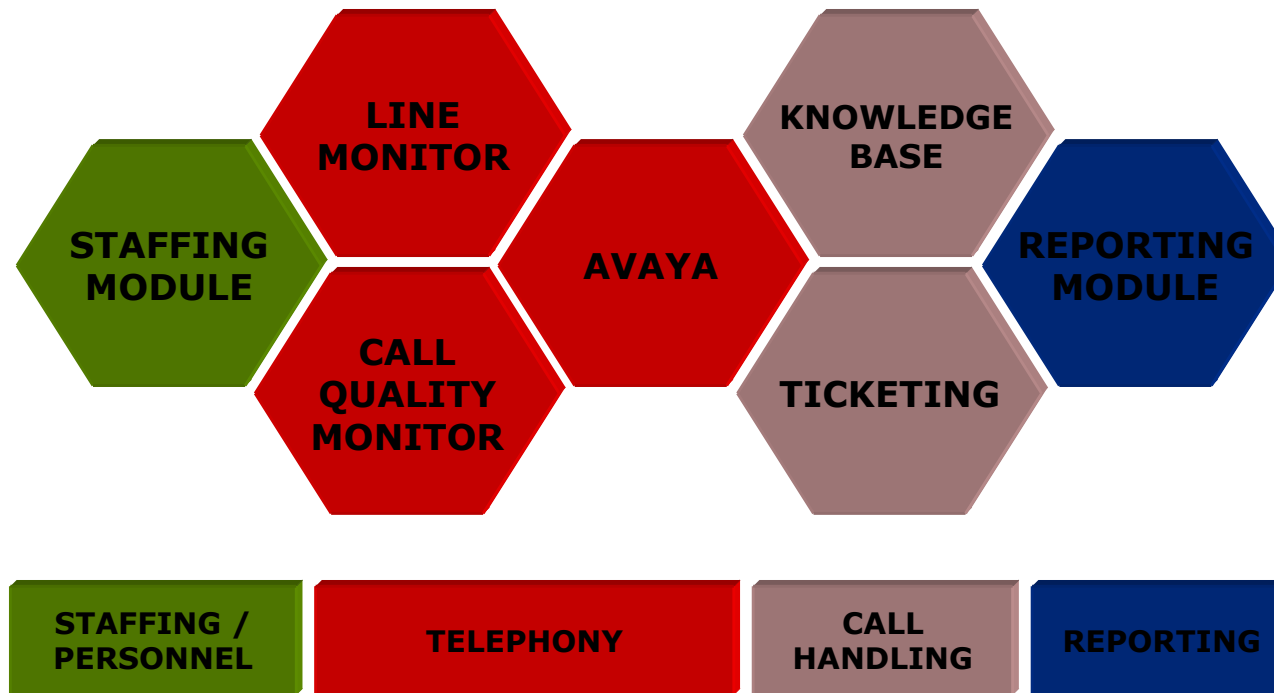 LINE
MONITOR
KNOWLEDGE
BASE
STAFFING
MODULE
AVAYA
REPORTING
MODULE
CALL
QUALITY
MONITOR
TICKETING
STAFFING /
PERSONNEL
TELEPHONY
CALL
HANDLING
REPORTING